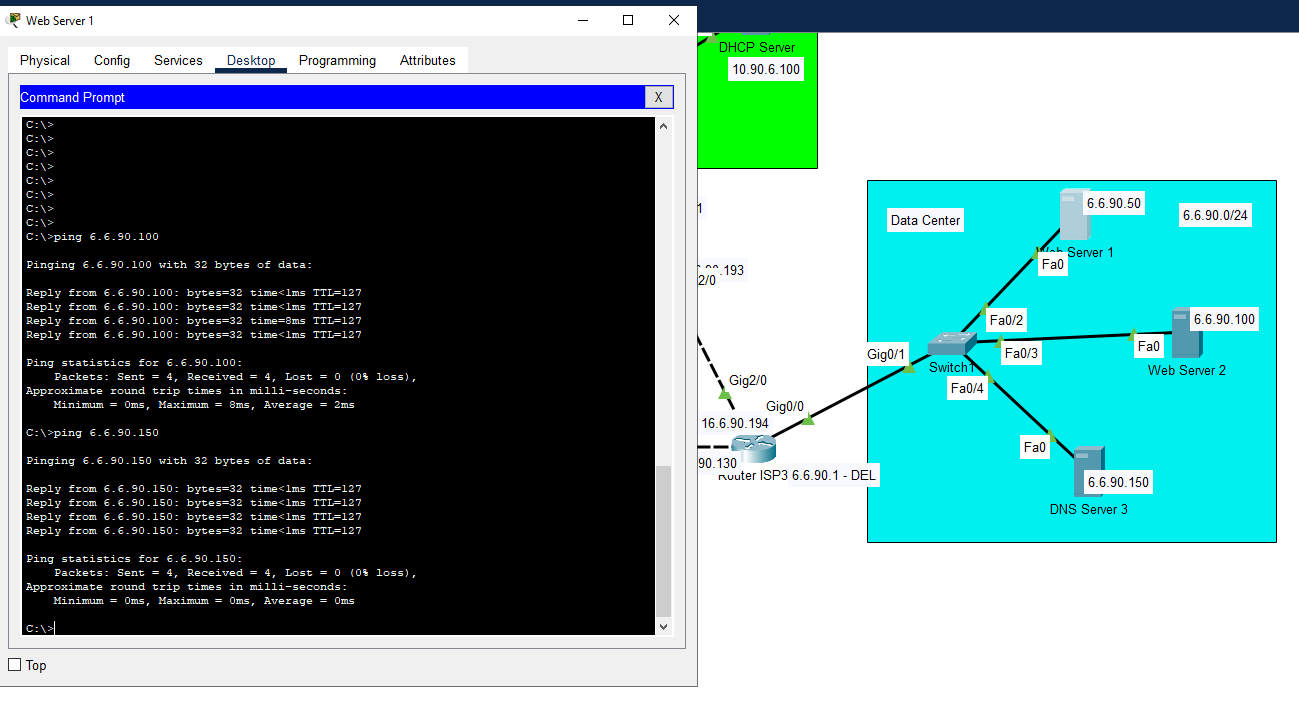 Web Server 1
Physical Config Services Desktop Programming Attributes
Command Prompt
X
C:\>
C:\>
C:\>
C:\>
C:\>
C:\>
C:\>
C:\>
C:\>ping 6.6.90.100
Pinging 6.6.90.100 with 32 bytes of data:
Reply from 6.6.90.100: bytes=32 time<1ms TTL=127
Reply from 6.6.90.100: bytes=32 time<1ms TTL=127
Reply from 6.6.90.100: bytes=32 time=8ms TTL=127
Reply from 6.6.90.100: bytes=32 time<1ms TTL=127
Ping statistics for 6.6.90.100:
Packets: Sent = 4, Received = 4, Lost = 0 (0% loss),
Approximate round trip times in milli-seconds:
Minimum = 0ms, Maximum = 8ms, Average = 2ms
C:\>ping 6.6.90.150
Pinging 6.6.90.150 with 32 bytes of data:
Reply from 6.6.90.150: bytes=32 time<1ms TTL=127
Reply from 6.6.90.150: bytes=32 time<1ms TTL=127
Reply from 6.6.90.150: bytes=32 time<1ms TTL=127
Reply from 6.6.90.150: bytes=32 time<1ms TTL=127
Ping statistics for 6.6.90.150:
Packets: Sent = 4, Received = 4, Lost = 0 (0% loss),
Approximate round trip times in milli-seconds:
Minimum = 0ms, Maximum = 0ms, Average = 0ms
C:\>
Top
DHCP Server
10.90.6.100
1
.193
2/0
Gig2/0
Gig0/0
16.6.90.194
90.130
Router ISP3 6.6.90.1 - DEL
Data Center
6.6.90.50
6.6.90.0/24
Web Server 1
Fa0
Fa0/2
6.6.90.100
Gig0/1
Fa0/3
Fa0
Switch1
Web Server 2
Fa0/4
Fa0
6.6.90.150
DNS Server 3